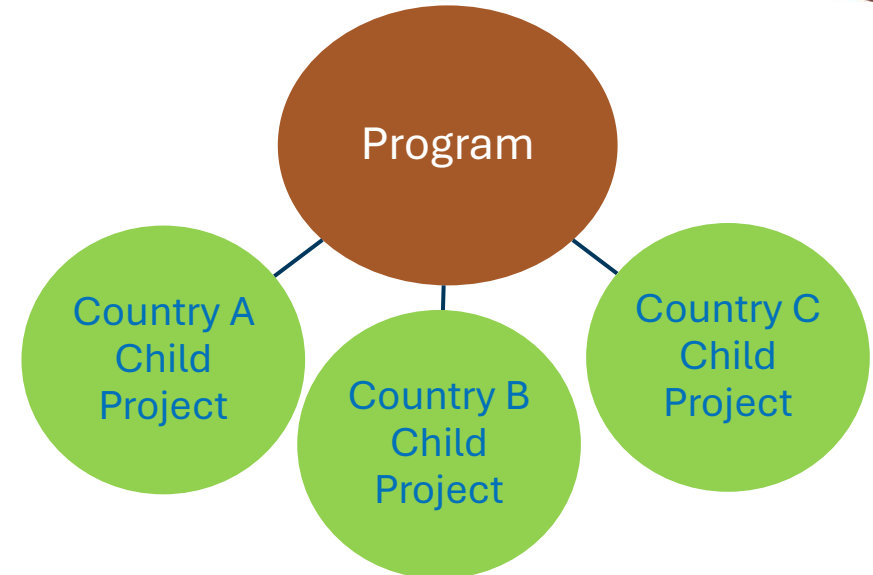 Program
Country A
Child
Project
Country B
Child
Project
Country C
Child
Project